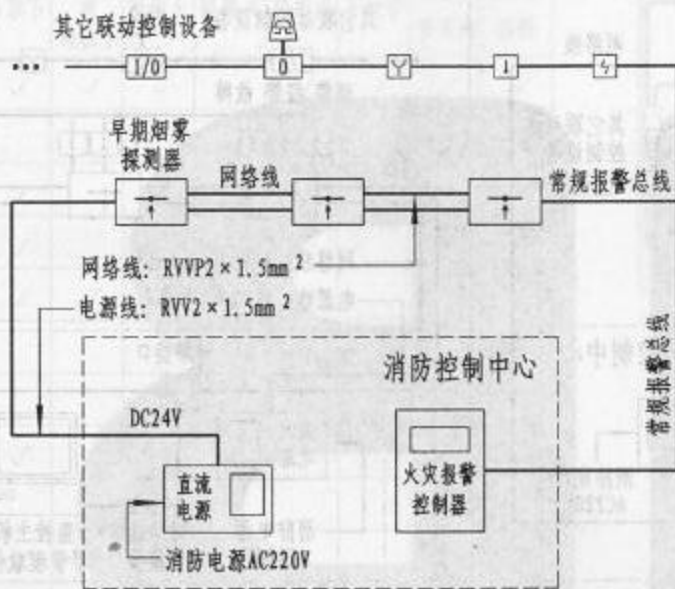 其它联动控制设备
I/O
O
Y
早期烟雾
探测器
网络线
常规报警总线
网络线: RVVP2×1.5mm²
电源线: RVV2×1.5mm²
常规报警总线
消防控制中心
DC24V
直流
电源
火灾报警
控制器
消防电源AC220V